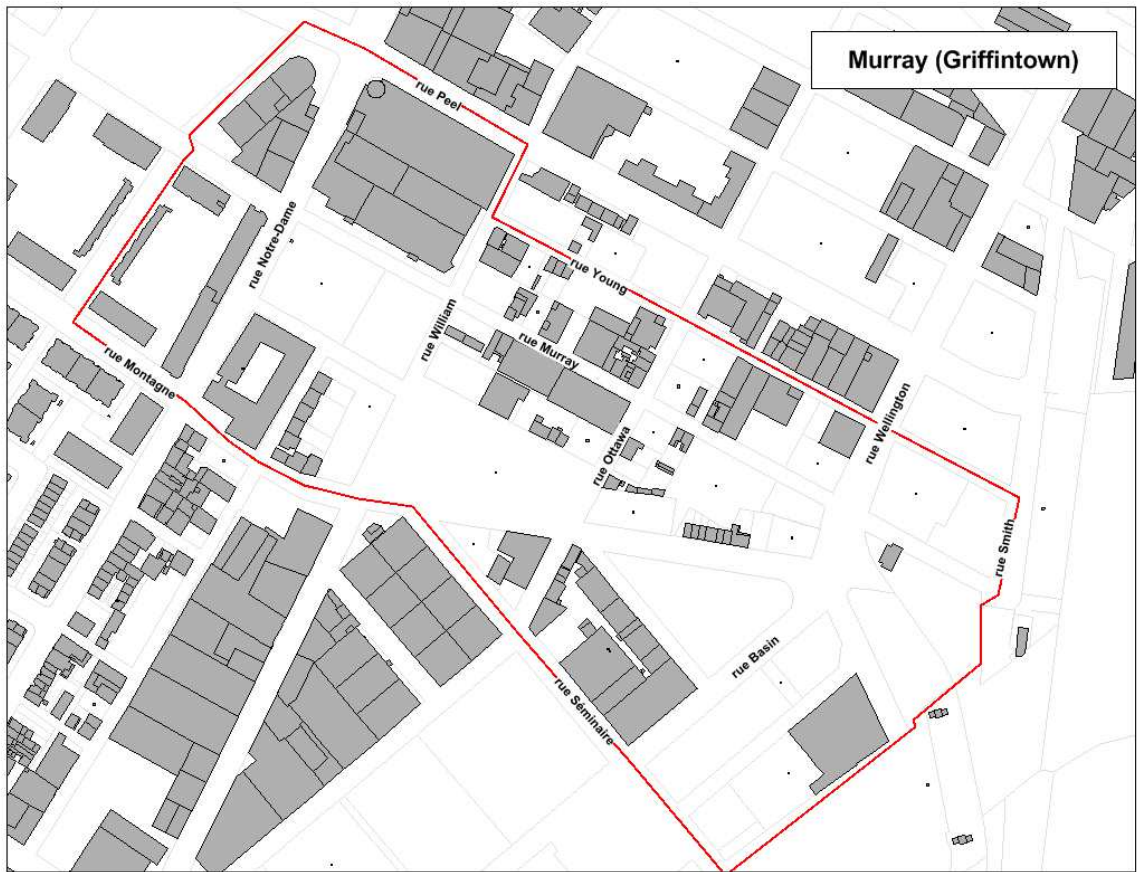 Murray (Griffintown)
rue Peel
rue Notre-Dame
rue Young
rue William
rue Murray
rue Montagne
rue Wellington
rue Ottawa
rue Smith
rue Basin
rue Séminaire